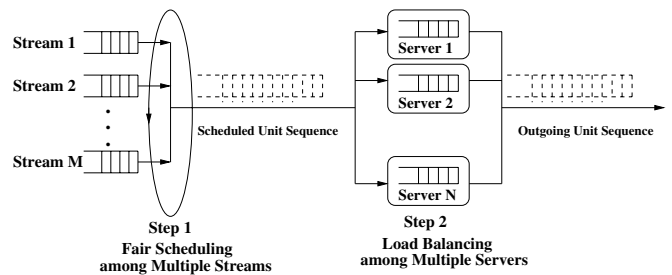 Stream 1
Stream 2
Stream M
Scheduled Unit Sequence
Server 1
Server 2
Server N
Outgoing Unit Sequence
Step 1
Fair Scheduling
among Multiple Streams
Step 2
Load Balancing
among Multiple Servers